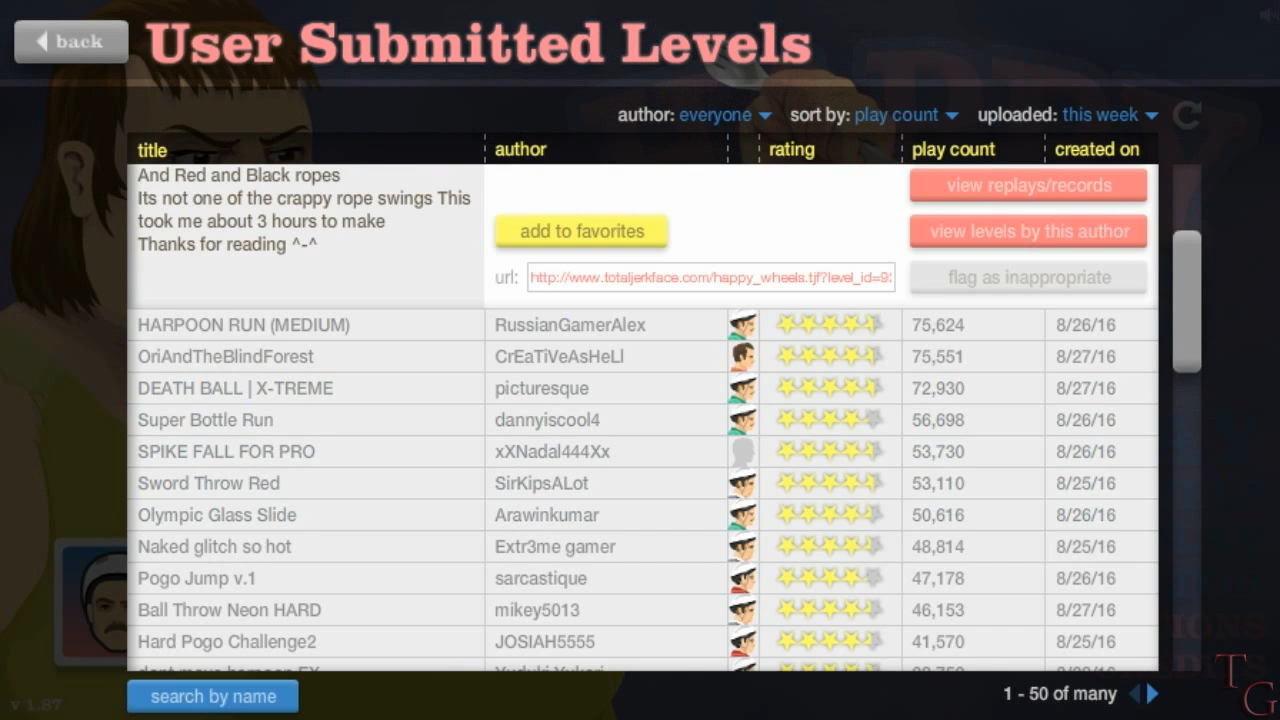 back
User Submitted Levels
author: everyone sort by: play count uploaded: this week
title author rating play count created on
And Red and Black ropes
Its not one of the crappy rope swings This
took me about 3 hours to make
Thanks for reading ^-^
view replays/records
add to favorites
view levels by this author
url: http://www.totaljerkface.com/happy_wheels.tjf?level_id=9
flag as inappropriate
HARPOON RUN (MEDIUM) RussianGamerAlex 75,624 8/26/16
OriAndTheBlindForest CrEaTiVeAsHeLl 75,551 8/27/16
DEATH BALL | X-TREME picturesque 72,930 8/27/16
Super Bottle Run dannyiscool4 56,698 8/26/16
SPIKE FALL FOR PRO xXNadal444Xx 53,730 8/26/16
Sword Throw Red SirKipsALot 53,110 8/25/16
Olympic Glass Slide Arawinkumar 50,616 8/26/16
Naked glitch so hot Extr3me gamer 48,814 8/25/16
Pogo Jump v.1 sarcastique 47,178 8/26/16
Ball Throw Neon HARD mikey5013 46,153 8/27/16
Hard Pogo Challenge2 JOSIAH5555 41,570 8/25/16
search by name
1 - 50 of many
v 1.87
TG